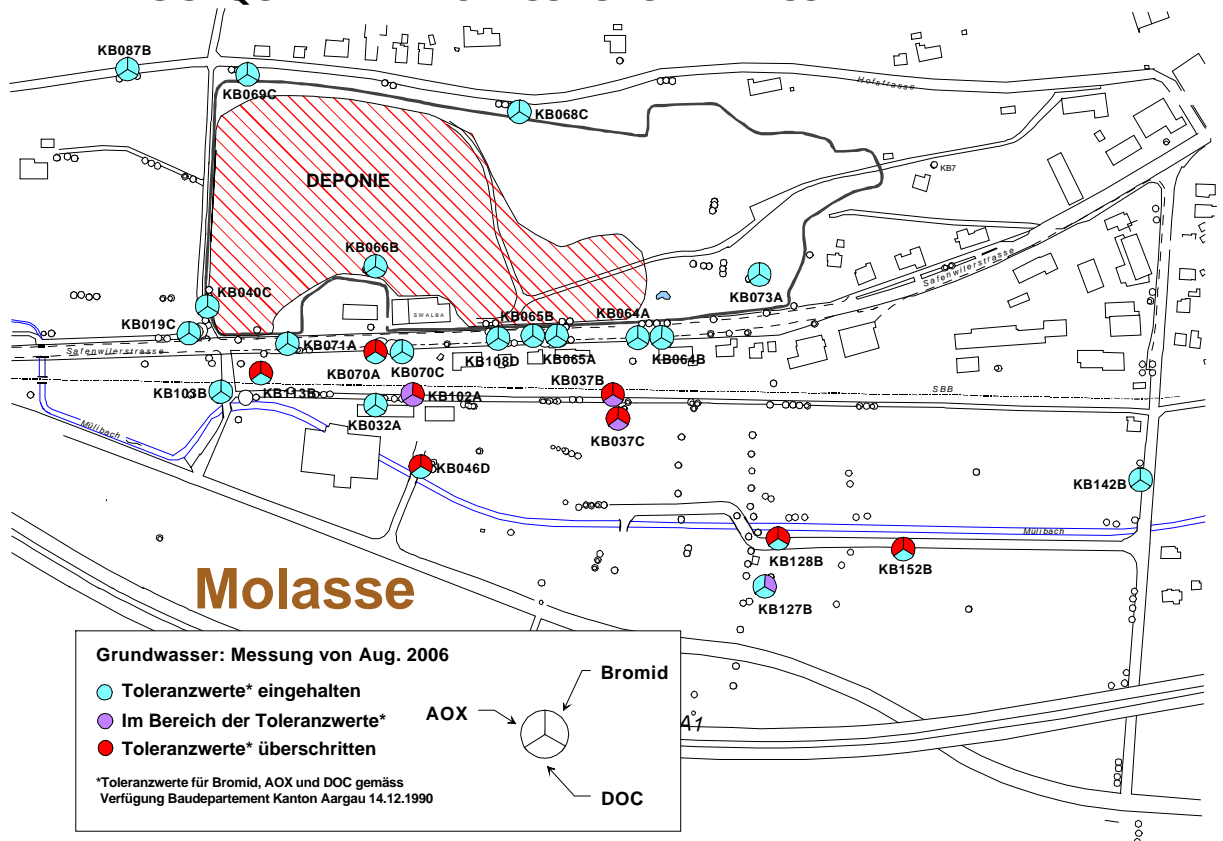 KB087B
KB069C
KB068C
Hofstrasse
KB7
DEPONIE
KB066B
KB073A
Safenwilerstrasse
KB040C
SWALBA
KB019C
KB065B
KB064A
Safenwilerstrasse
KB071A
KB108D
KB065A
KB064B
KB070A
KB070C
KB037B
SBB
KB103B
KB113B
KB102A
KB032A
KB037C
Mülibach
KB046D
KB142B
Mülibach
KB128B
KB152B
KB127B
Molasse
A1
Grundwasser: Messung von Aug. 2006
Toleranzwerte* eingehalten
Im Bereich der Toleranzwerte*
Toleranzwerte* überschritten
*Toleranzwerte für Bromid, AOX und DOC gemäss
Verfügung Baudepartement Kanton Aargau 14.12.1990
Bromid
AOX
DOC